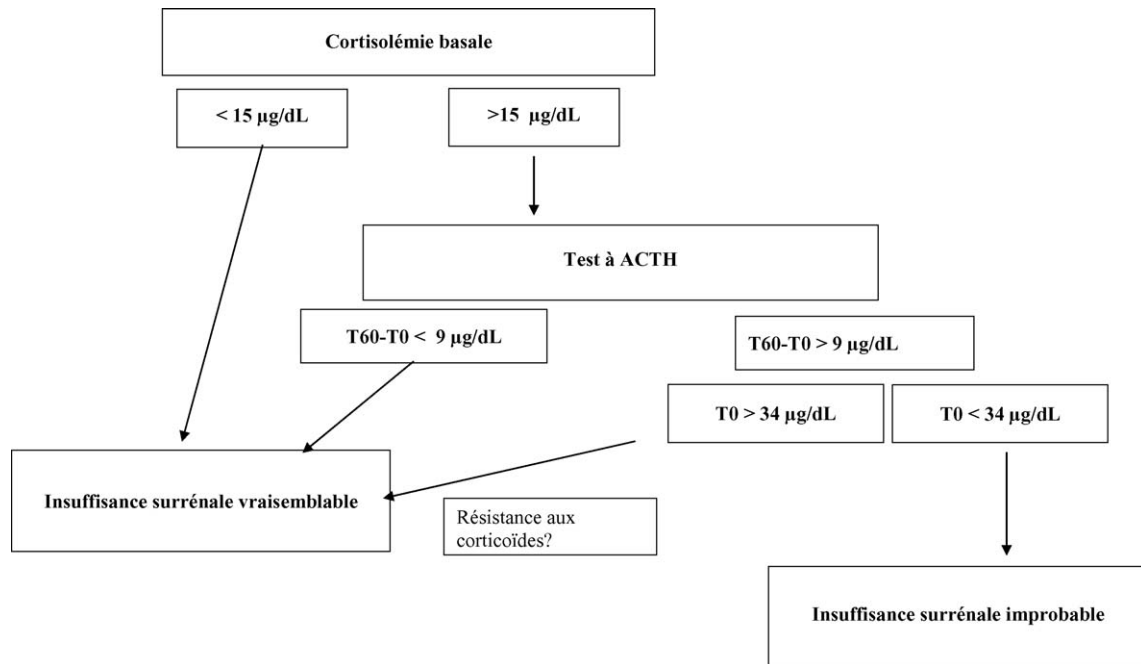 Cortisolémie basale
< 15 µg/dL
>15 µg/dL
Test à ACTH
T60-T0 < 9 µg/dL
T60-T0 > 9 µg/dL
T0 > 34 µg/dL
T0 < 34 µg/dL
Insuffisance surrénale vraisemblable
Résistance aux
corticoïdes?
Insuffisance surrénale improbable